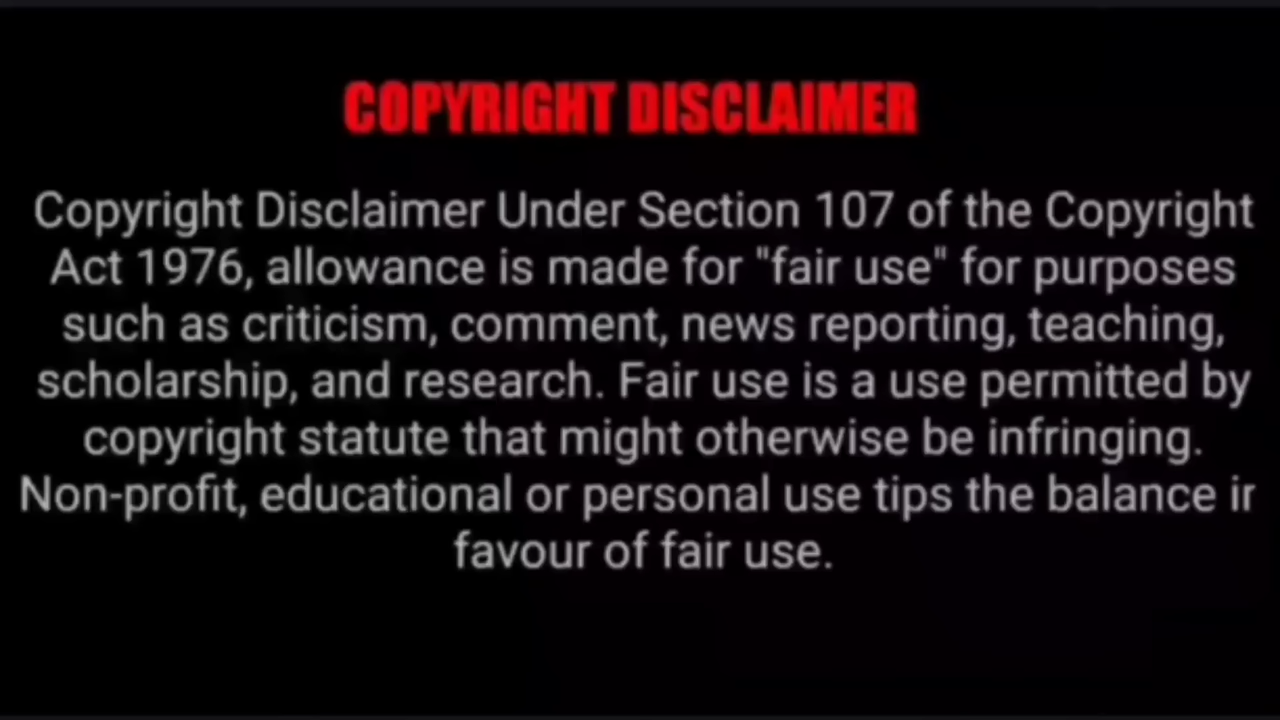 COPYRIGHT DISCLAIMER
Copyright Disclaimer Under Section 107 of the Copyright
Act 1976, allowance is made for "fair use" for purposes
such as criticism, comment, news reporting, teaching,
scholarship, and research. Fair use is a use permitted by
copyright statute that might otherwise be infringing.
Non-profit, educational or personal use tips the balance
favour of fair use.